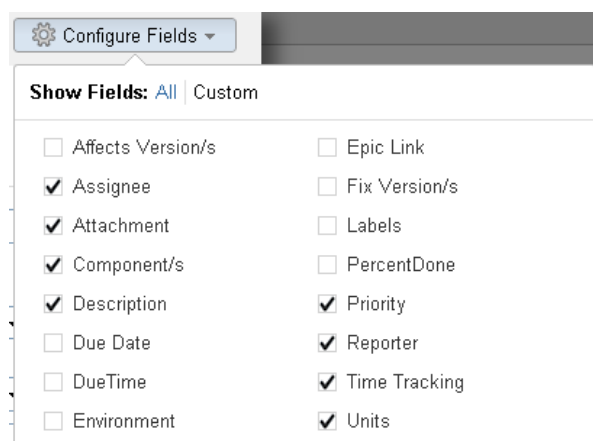 Configure Fields
Show Fields: All Custom
Affects Version/s Epic Link
Assignee Fix Version/s
Attachment Labels
Component/s PercentDone
Description Priority
Due Date Reporter
DueTime Time Tracking
Environment Units